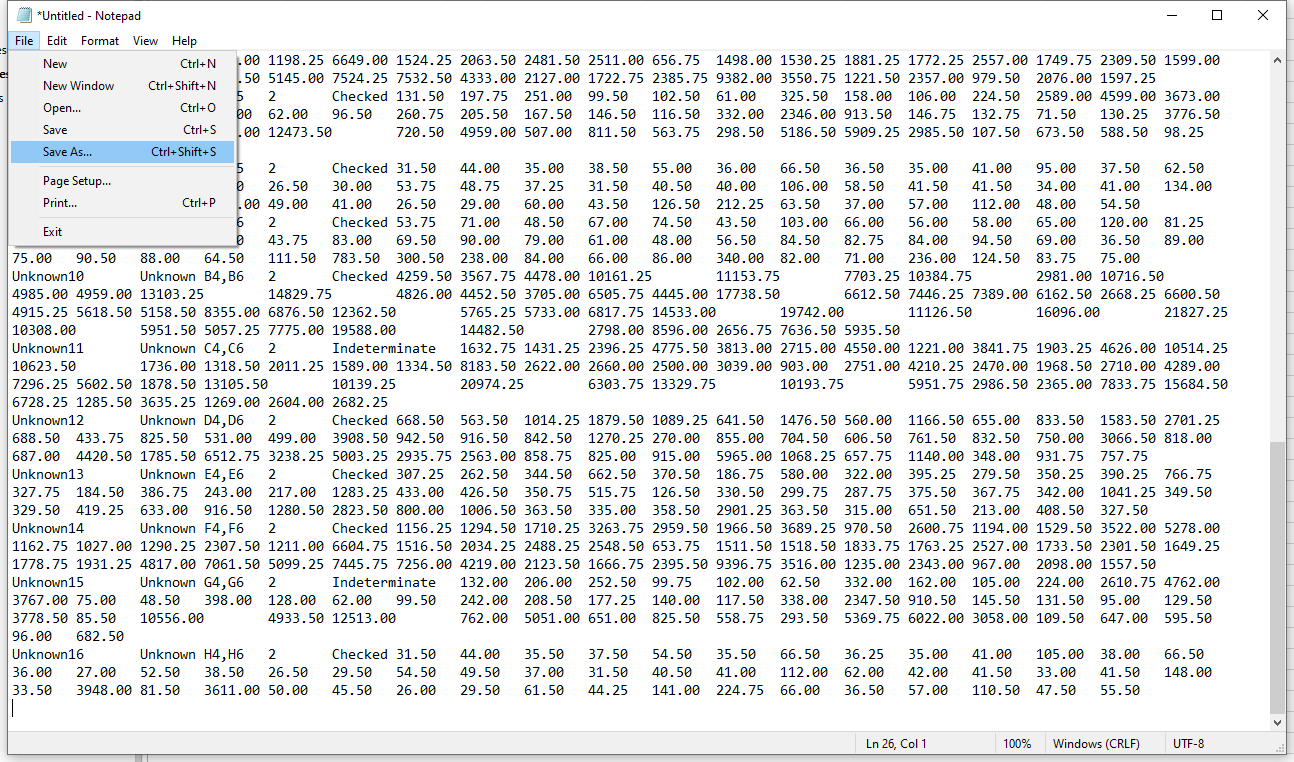 *Untitled - Notepad
File Edit Format View Help
New Ctrl+N
New Window Ctrl+Shift+N
Open... Ctrl+O
Save Ctrl+S
Save As... Ctrl+Shift+S
Page Setup...
Print... Ctrl+P
Exit
.00 1198.25 6649.00 1524.25 2063.50 2481.50 2511.00 656.75 1498.00 1530.25 1881.25 1772.25 2557.00 1749.75 2309.50 1599.00
.50 5145.00 7524.25 7532.50 4333.00 2127.00 1722.75 2385.75 9382.00 3550.75 1221.50 2357.00 979.50 2076.00 1597.25
5 2 Checked 131.50 197.75 251.00 99.50 102.50 61.00 325.50 158.00 106.00 224.50 2589.00 4599.00 3673.00
00 62.00 96.50 260.75 205.50 167.50 146.50 116.50 332.00 2346.00 913.50 146.75 132.75 71.50 130.25 3776.50
00 12473.50 720.50 4959.00 507.00 811.50 563.75 298.50 5186.50 5909.25 2985.50 107.50 673.50 588.50 98.25
5 2 Checked 31.50 44.00 35.00 38.50 55.00 36.00 66.50 36.50 35.00 41.00 95.00 37.50 62.50
0 26.50 30.00 53.75 48.75 37.25 31.50 40.50 40.00 106.00 58.50 41.50 41.50 34.00 41.00 134.00
00 49.00 41.00 26.50 29.00 60.00 43.50 126.50 212.25 63.50 37.00 57.00 112.00 48.00 54.50
6 2 Checked 53.75 71.00 48.50 67.00 74.50 43.50 103.00 66.00 56.00 58.00 65.00 120.00 81.25
0 43.75 83.00 69.50 90.00 79.00 61.00 48.00 56.50 84.50 82.75 84.00 94.50 69.00 36.50 89.00
75.00 90.50 88.00 64.50 111.50 783.50 300.50 238.00 84.00 66.00 86.00 340.00 82.00 71.00 236.00 124.50 83.75 75.00
Unknown10 Unknown B4,B6 2 Checked 4259.50 3567.75 4478.00 10161.25 11153.75 7703.25 10384.75 2981.00 10716.50
4985.00 4959.00 13103.25 14829.75 4826.00 4452.50 3705.00 6505.75 4445.00 17738.50 6612.50 7446.25 7389.00 6162.50 2668.25 6600.50
4915.25 5618.50 5158.50 8355.00 6876.50 12362.50 5765.25 5733.00 6817.75 14533.00 19742.00 11126.50 16096.00 21827.25
10308.00 5951.50 5057.25 7775.00 19588.00 14482.50 2798.00 8596.00 2656.75 7636.50 5935.50
Unknown11 Unknown C4,C6 2 Indeterminate 1632.75 1431.25 2396.25 4775.50 3813.00 2715.00 4550.00 1221.00 3841.75 1903.25 4626.00 10514.25
10623.50 1736.00 1318.50 2011.25 1589.00 1334.50 8183.50 2622.00 2660.00 2500.00 3039.00 903.00 2751.00 4210.25 2470.00 1968.50 2710.00 4289.00
7296.25 5602.50 1878.50 13105.50 10139.25 20974.25 6303.75 13329.75 10193.75 5951.75 2986.50 2365.00 7833.75 15684.50
6728.25 1285.50 3635.25 1269.00 2604.00 2682.25
Unknown12 Unknown D4,D6 2 Checked 668.50 563.50 1014.25 1879.50 1089.25 641.50 1476.50 560.00 1166.50 655.00 833.50 1583.50 2701.25
688.50 433.75 825.50 531.00 499.00 3908.50 942.50 916.50 842.50 1270.25 270.00 855.00 704.50 606.50 761.50 832.50 750.00 3066.50 818.00
687.00 4420.50 1785.50 6512.75 3238.25 5003.25 2935.75 2563.00 858.75 825.00 915.00 5965.00 1068.25 657.75 1140.00 348.00 931.75 757.75
Unknown13 Unknown E4,E6 2 Checked 307.25 262.50 344.50 662.50 370.50 186.75 580.00 322.00 395.25 279.50 350.25 390.25 766.75
327.75 184.50 386.75 243.00 217.00 1283.25 433.00 426.50 350.75 515.75 126.50 330.50 299.75 287.75 375.50 367.75 342.00 1041.25 349.50
329.50 419.25 633.00 916.50 1280.50 2823.50 800.00 1006.50 363.50 335.00 358.50 2901.25 363.50 315.00 651.50 213.00 408.50 327.50
Unknown14 Unknown F4,F6 2 Checked 1156.25 1294.50 1710.25 3263.75 2959.50 1966.50 3689.25 970.50 2600.75 1194.00 1529.50 3522.00 5278.00
1162.75 1027.00 1290.25 2307.50 1211.00 6604.75 1516.50 2034.25 2488.25 2548.50 653.75 1511.50 1518.50 1833.75 1763.25 2527.00 1733.50 2301.50 1649.25
1778.75 1931.25 4817.00 7061.50 5099.25 7445.75 7256.00 4219.00 2123.50 1666.75 2395.50 9396.75 3516.00 1235.00 2343.00 967.00 2098.00 1557.50
Unknown15 Unknown G4,G6 2 Indeterminate 132.00 206.00 252.50 99.75 102.00 62.50 332.00 162.00 105.00 224.00 2610.75 4762.00
3767.00 75.00 48.50 398.00 128.00 62.00 99.50 242.00 208.50 177.25 140.00 117.50 338.00 2347.50 910.50 145.50 131.50 95.00 129.50
3778.50 85.50 10556.00 4933.50 12513.00 762.00 5051.00 651.00 825.50 558.75 293.50 5369.75 6022.00 3058.00 109.50 647.00 595.50
96.00 682.50
Unknown16 Unknown H4,H6 2 Checked 31.50 44.00 35.50 37.50 54.50 35.50 66.50 36.25 35.00 41.00 105.00 38.00 66.50
36.00 27.00 52.50 38.50 26.50 29.50 54.50 49.50 37.00 31.50 40.50 41.00 112.00 62.00 42.00 41.50 33.00 41.50 148.00
33.50 3948.00 81.50 3611.00 50.00 45.50 26.00 29.50 61.50 44.25 141.00 224.75 66.00 36.50 57.00 110.50 47.50 55.50
Ln 26, Col 1 100% Windows (CRLF) UTF-8